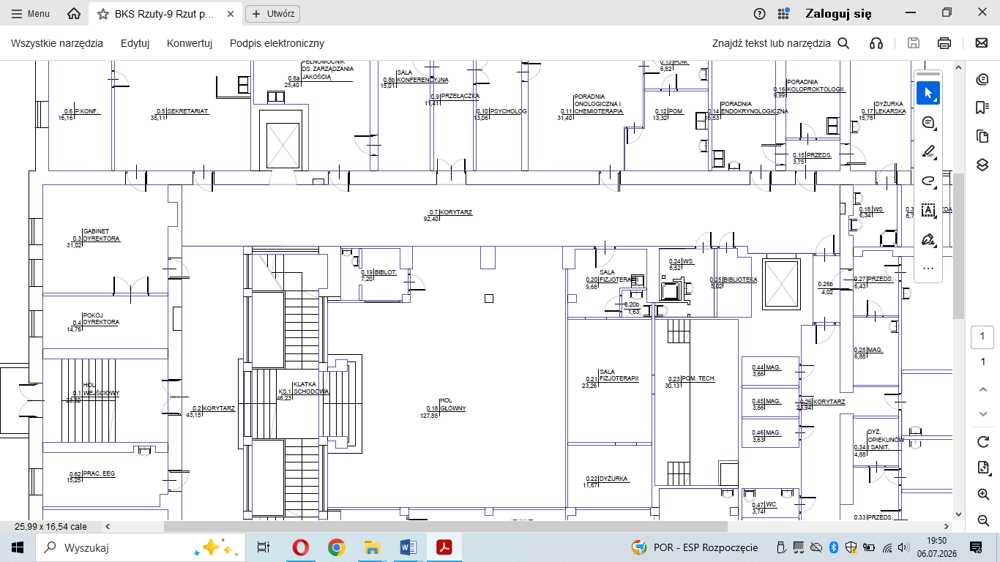 Menu
BKS Rzuty-9 Rzut p...
Utwórz
Zaloguj się
Wszystkie narzędzia
Edytuj
Konwertuj
Podpis elektroniczny
Znajdź tekst lub narzędzia
0.6 P.KONF.
16,16
0.5 SEKRETARIAT
35,11
PEŁNOMOCNIK
DS. ZARZĄDZANIA
0.8a JAKOŚCIĄ
25,40
SALA
0.8b KONFERENCYJNA
15,01
0.9 PRZEŁĄCZKA
11,41
0.10 PSYCHOLOG
13,06
PORADNIA
ONOLOGICZNA I
0.11 CHEMIOTERAPIA
31,40
0.13 POM.
6,82
0.12 POM
13,32
PORADNIA
0.14 ENDOKRYNOLOGICZNA
16,53
PORADNIA
0.16 KOLOPROKTOLOGII
9,99
0.15 PRZEDS.
3,75
DYŻURKA
0.17 LEKARSKA
15,78
0.7 KORYTARZ
92,40
0.18 WS
6,34
GABINET
0.3 DYREKTORA
31,02
POKÓJ
0.4 DYREKTORA
14,76
HOL
0.1 WEJŚCIOWY
0.62 PRAC. EEG
15,25
0.2 KORYTARZ
43,15
KLATKA
KS.1 SCHODOWA
46,23
0.19 BIBLOT.
7,20
HOL
0.18 GŁÓWNY
127,85
SALA
0.20 FIZJOTERAPII
9,68
0.20b
1,63
0.24 WS
8,52
0.25 BIBLIOTEKA
5,02
0.26b
4,02
0.27 PRZEDS.
6,43
0.28 MAG.
6,88
SALA
0.21 FIZJOTERAPII
23,26
0.23 POM. TECH.
30,13
0.44 MAG.
3,66
0.45 MAG.
3,66
0.46 MAG.
3,63
0.26 KORYTARZ
DYŻ.
OPIEKUNÓW
0.34 I SANIT.
4,88
0.22 DYŻURKA
11,67
0.47 WC
3,74
0.33 PRZEDS.
1
1
25,99 x 16,54 cale
Wyszukaj
POR - ESP Rozpoczęcie
19:50
06.07.2026